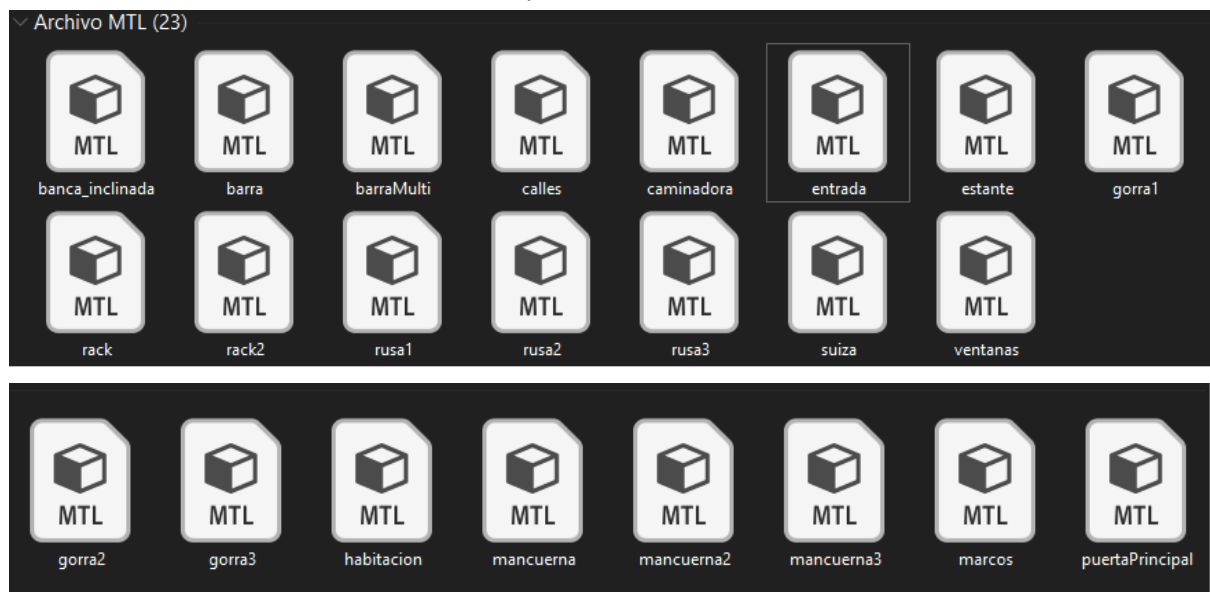 Archivo MTL (23)
MTL MTL MTL MTL MTL MTL MTL MTL
banca_inclinada barra barraMulti calles caminadora entrada estante gorra1
MTL MTL MTL MTL MTL MTL MTL
rack rack2 rusa1 rusa2 rusa3 suiza ventanas
MTL MTL MTL MTL MTL MTL MTL MTL
gorra2 gorra3 habitacion mancuerna mancuerna2 mancuerna3 marcos puertaPrincipal